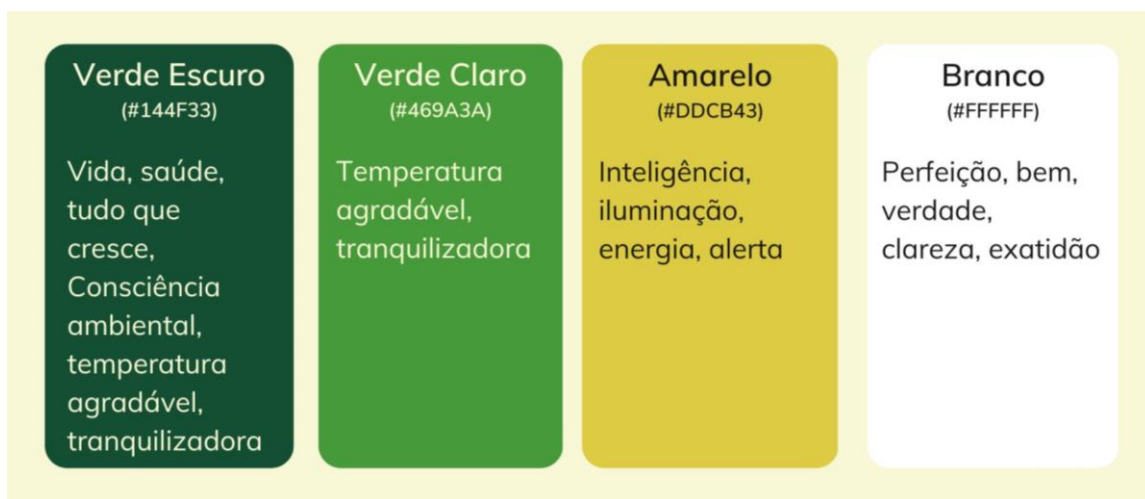 Verde Escuro
(#144F33)
Vida, saúde,
tudo que
cresce,
Consciência
ambiental,
temperatura
agradável,
tranquilizadora
Verde Claro
(#469A3A)
Temperatura
agradável,
tranquilizadora
Amarelo
(#DDCB43)
Inteligência,
iluminação,
energia, alerta
Branco
(#FFFFFF)
Perfeição, bem,
verdade,
clareza, exatidão